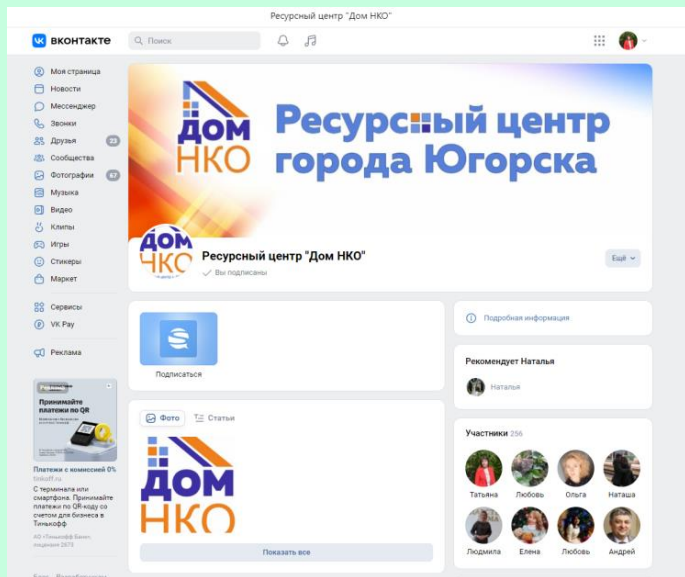 Ресурсный центр "Дом НКО"
вконтакте
Поиск
Моя страница
Новости
Мессенджер
Звонки
Друзья 23
Сообщества
Фотографии 67
Музыка
Видео
Клипы
Игры
Стикеры
Маркет
Сервисы
VK Pay
Реклама
ДОМ
НКО
Ресурсный центр
города Югорска
ДОМ
НКО
Ресурсный центр "Дом НКО"
Вы подписаны
Ещё
Подписаться
Подробная информация
Рекомендует Наталья
Наталья
Фото
Статьи
ДОМ
НКО
Показать все
Участники 256
Татьяна Любовь Ольга Наташа
Людмила Елена Любовь Андрей
Реклама
Принимайте
платежи по QR
Платежи с комиссией 0%
tinkoff.ru
С терминала или
смартфона. Принимайте
платежи по QR-коду со
счетом для бизнеса в
Тинькофф
АО «Тинькофф Банк»,
лицензия 2673